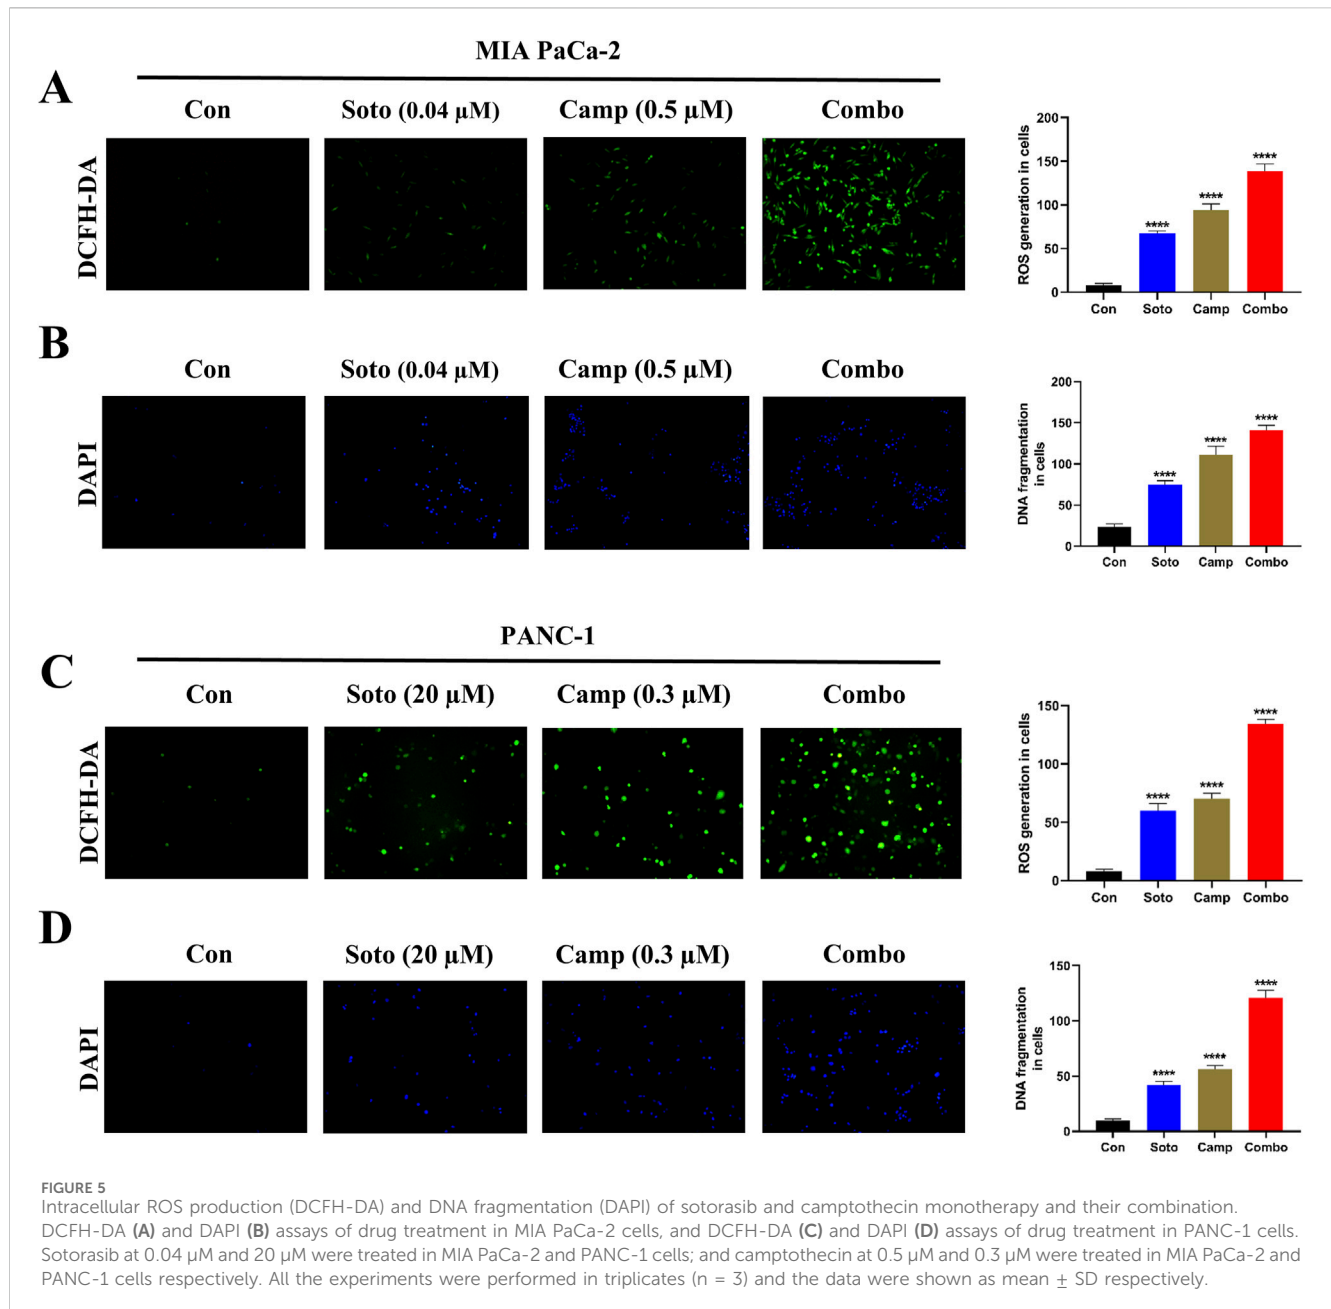 MIA PaCa-2
A
Con Soto (0.04 µM) Camp (0.5 µM) Combo
DCFH-DA
ROS generation in cells
200
150
100
50
0
**** **** ****
Con Soto Camp Combo
B
Con Soto (0.04 µM) Camp (0.5 µM) Combo
DAPI
DNA fragmentation
in cells
200
150
100
50
0
**** **** ****
Con Soto Camp Combo
PANC-1
C
Con Soto (20 µM) Camp (0.3 µM) Combo
DCFH-DA
ROS generation in cells
150
100
50
0
**** **** ****
Con Soto Camp Combo
D
Con Soto (20 µM) Camp (0.3 µM) Combo
DAPI
DNA fragmentation
in cells
150
100
50
0
**** **** ****
Con Soto Camp Combo
FIGURE 5
Intracellular ROS production (DCFH-DA) and DNA fragmentation (DAPI) of sotorasib and camptothecin monotherapy and their combination.
DCFH-DA (A) and DAPI (B) assays of drug treatment in MIA PaCa-2 cells, and DCFH-DA (C) and DAPI (D) assays of drug treatment in PANC-1 cells.
Sotorasib at 0.04 µM and 20 µM were treated in MIA PaCa-2 and PANC-1 cells; and camptothecin at 0.5 µM and 0.3 µM were treated in MIA PaCa-2 and
PANC-1 cells respectively. All the experiments were performed in triplicates (n = 3) and the data were shown as mean ± SD respectively.